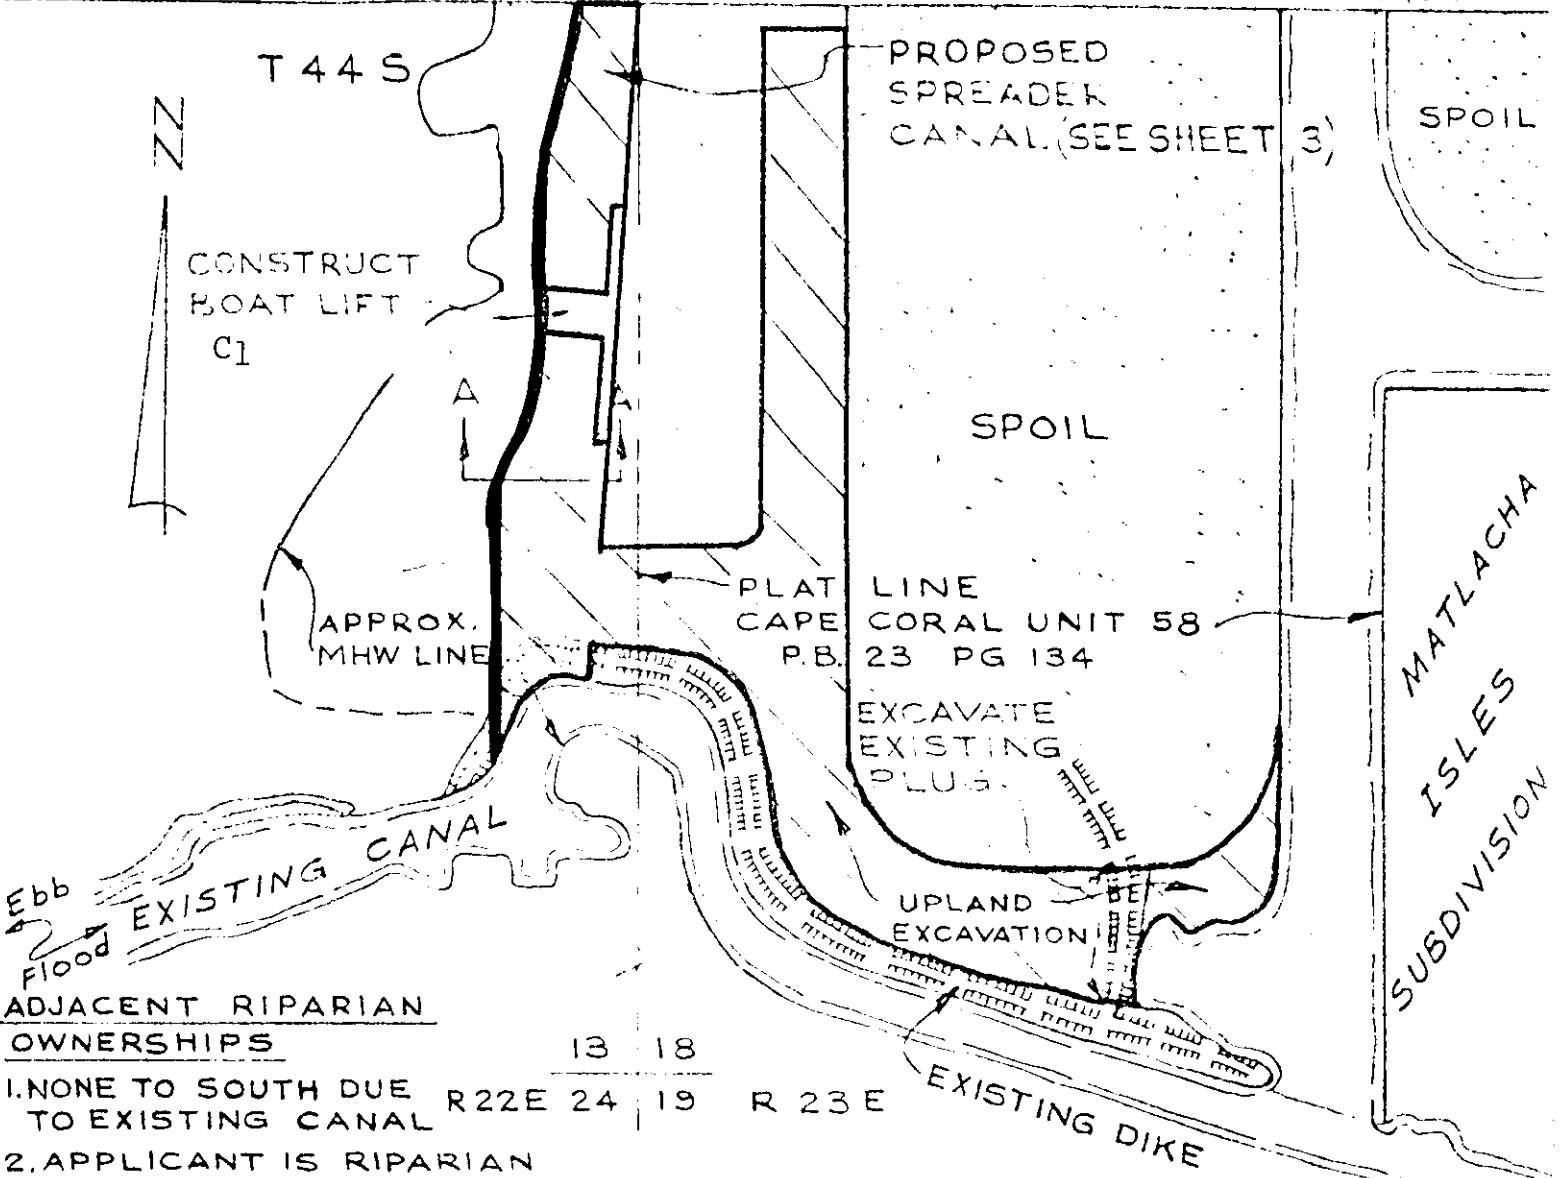 T 44 S
N
PROPOSED
SPREADER
CANAL (SEE SHEET 3)
SPOIL
CONSTRUCT
BOAT LIFT
C1
A
A
SPOIL
MATLACHA
ISLES
SUBDIVISION
PLAT LINE
CAPE CORAL UNIT 58
P.B. 23 PG 134
APPROX.
MHW LINE
EXCAVATE
EXISTING
PLUG
EXISTING CANAL
Ebb
Flood
UPLAND
EXCAVATION
ADJACENT RIPARIAN
OWNERSHIPS
1. NONE TO SOUTH DUE
TO EXISTING CANAL
2. APPLICANT IS RIPARIAN
13 18
R22E 24 19 R 23 E
EXISTING DIKE